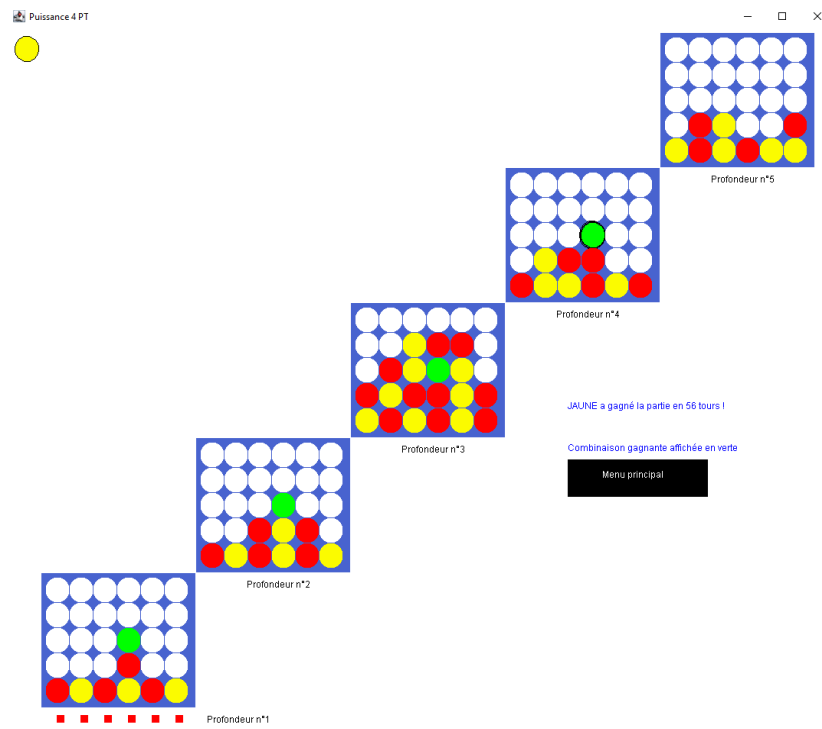 Puissance 4 PT
Profondeur n°5
Profondeur n°4
JAUNE a gagné la partie en 56 tours !
Combinaison gagnante affichée en verte
Profondeur n°3
Menu principal
Profondeur n°2
Profondeur n°1